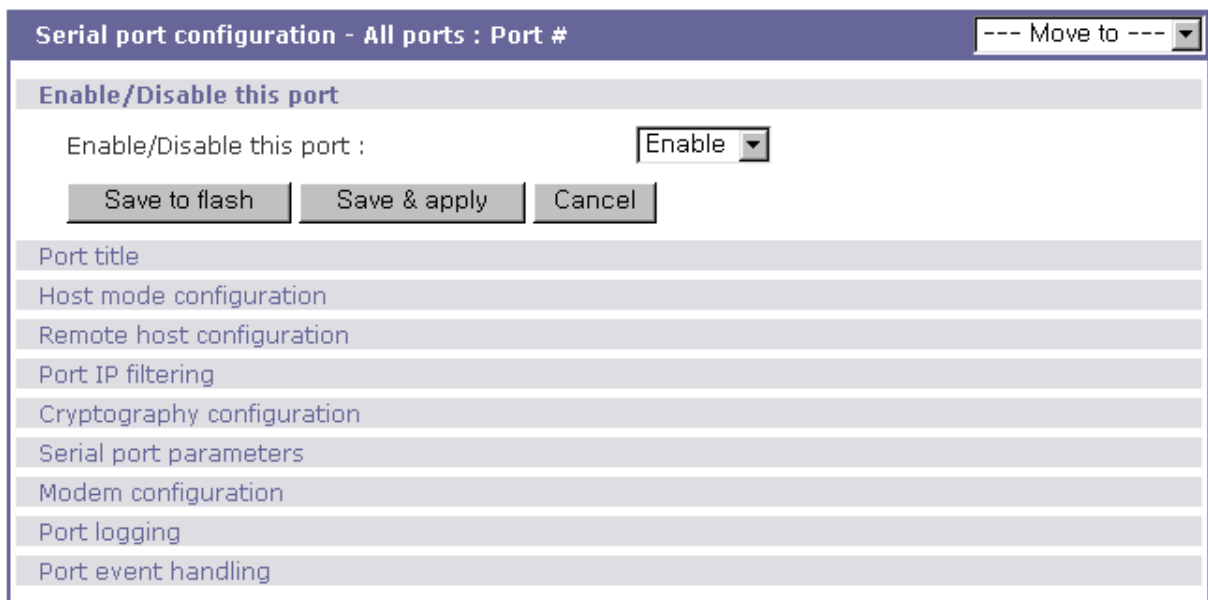 Serial port configuration - All ports : Port # --- Move to ---
Enable/Disable this port
Enable/Disable this port : Enable
Save to flash Save & apply Cancel
Port title
Host mode configuration
Remote host configuration
Port IP filtering
Cryptography configuration
Serial port parameters
Modem configuration
Port logging
Port event handling